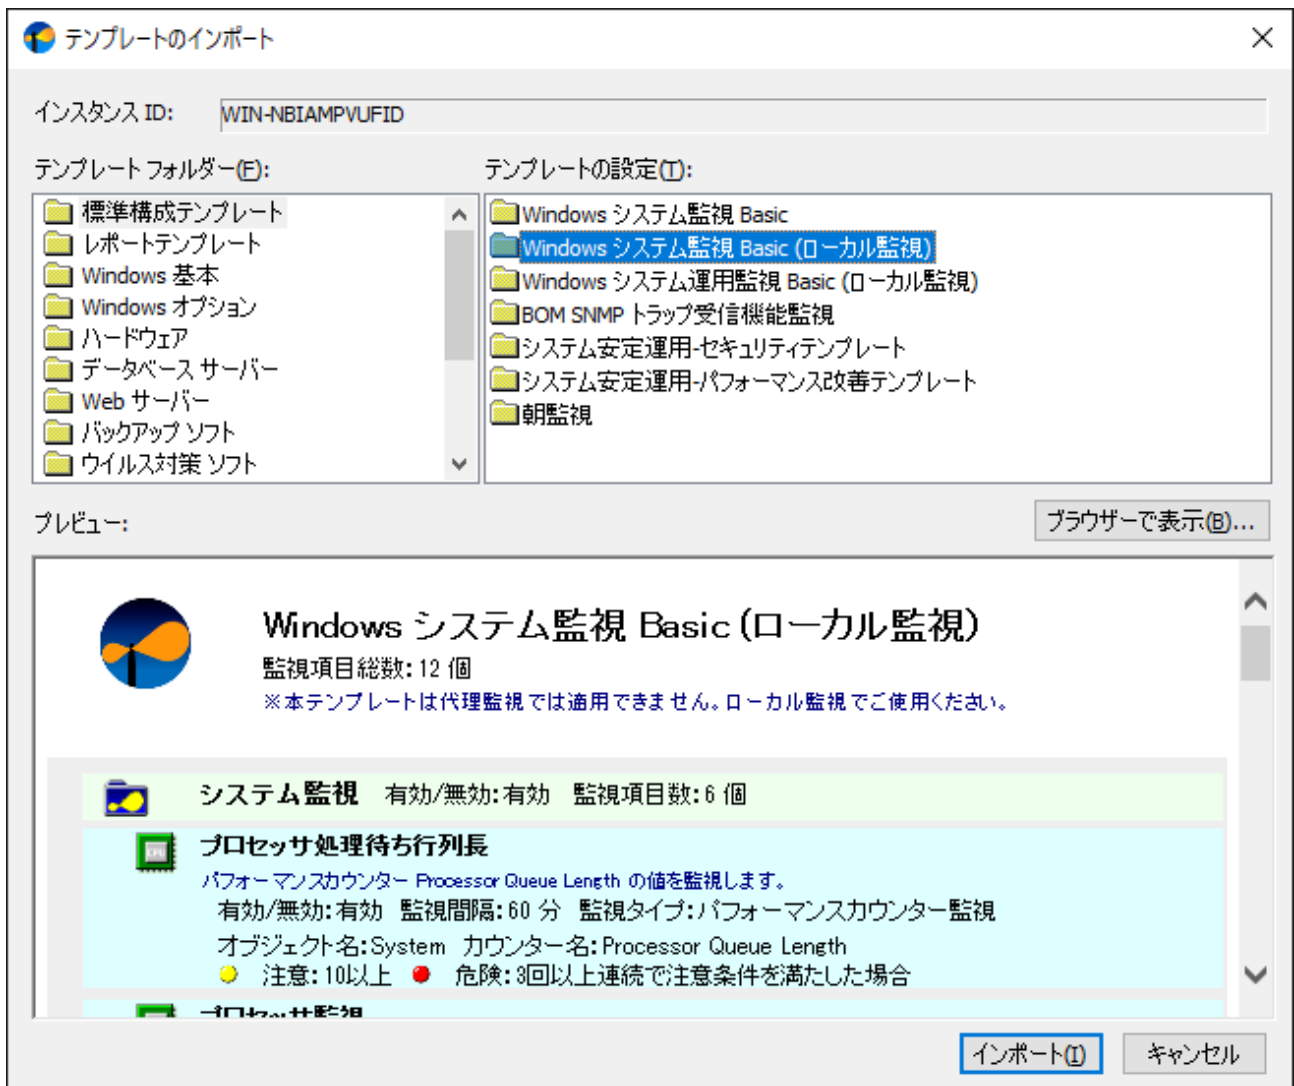 テンプレートのインポート
インスタンス ID: WIN-NBIAMPVUFID
テンプレート フォルダー(F):
標準構成テンプレート
レポートテンプレート
Windows 基本
Windows オプション
ハードウェア
データベース サーバー
Web サーバー
バックアップ ソフト
ウイルス対策 ソフト
テンプレートの設定(T):
Windows システム監視 Basic
Windows システム監視 Basic (ローカル監視)
Windows システム運用監視 Basic (ローカル監視)
BOM SNMP トラップ受信機能監視
システム安定運用-セキュリティテンプレート
システム安定運用-パフォーマンス改善テンプレート
朝監視
プレビュー:
ブラウザーで表示(B)...
Windows システム監視 Basic (ローカル監視)
監視項目総数: 12 個
※本テンプレートは代理監視では適用できません。ローカル監視でご使用ください。
システム監視 有効/無効: 有効 監視項目数: 6 個
プロセッサ処理待ち行列長
パフォーマンスカウンター Processor Queue Length の値を監視します。
有効/無効: 有効 監視間隔: 60 分 監視タイプ: パフォーマンスカウンター監視
オブジェクト名: System カウンター名: Processor Queue Length
注意: 10以上 危険: 3回以上連続で注意条件を満たした場合
プロセッサ監視
インポート(I)
キャンセル